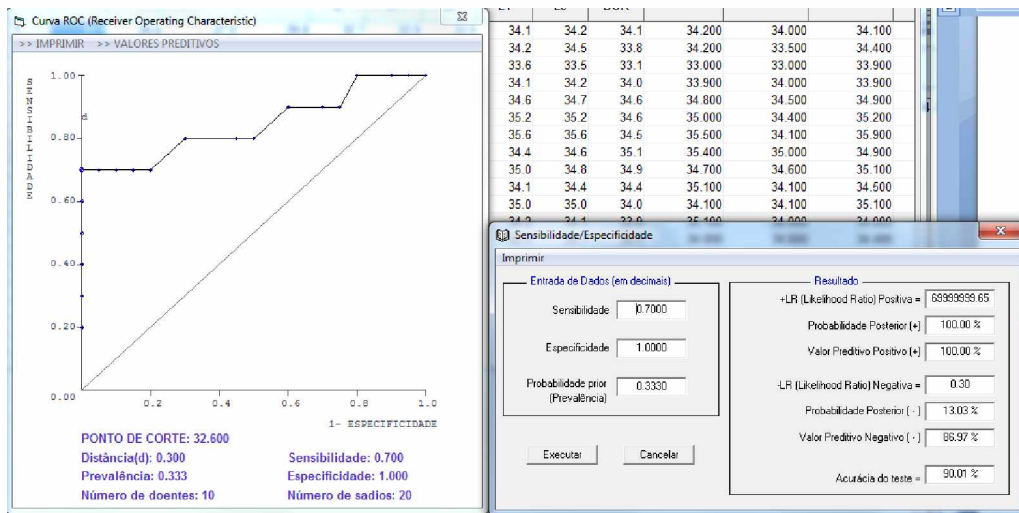 Curva ROC (Receiver Operating Characteristic)
>> IMPRIMIR >> VALORES PREDITIVOS
SENSIBILIDADE
1.00
d
0.80
0.60
0.40
0.20
0.00
0.2 0.4 0.6 0.8 1.0
1- ESPECIFICIDADE
PONTO DE CORTE: 32.600
Distância(d): 0.300 Sensibilidade: 0.700
Prevalência: 0.333 Especificidade: 1.000
Número de doentes: 10 Número de sadios: 20
34.1 34.2 34.1 34.200 34.000 34.100
34.2 34.5 33.8 34.200 33.500 34.400
33.6 33.5 33.1 33.000 33.000 33.900
34.1 34.2 34.0 33.900 34.000 33.900
34.6 34.7 34.6 34.800 34.500 34.900
35.2 35.2 34.6 35.000 34.400 35.200
35.6 35.6 34.5 35.500 34.100 35.900
34.4 34.6 35.1 35.400 35.000 34.900
35.0 34.8 34.9 34.700 34.600 35.100
34.1 34.4 34.4 35.100 34.100 34.500
35.0 35.0 34.0 34.100 34.100 35.100
Sensibilidade/Especificidade
Imprimir
Entrada de Dados (em decimais)
Sensibilidade 0.7000
Especificidade 1.0000
Probabilidade prior
(Prevalência) 0.3330
Executar Cancelar
Resultado
+LR (Likelihood Ratio) Positiva = 69999999.65
Probabilidade Posterior (+) 100.00 %
Valor Preditivo Positivo (+) 100.00 %
-LR (Likelihood Ratio) Negativa = 0.30
Probabilidade Posterior ( - ) 13.03 %
Valor Preditivo Negativo ( - ) 86.97 %
Acurácia do teste = 90.01 %